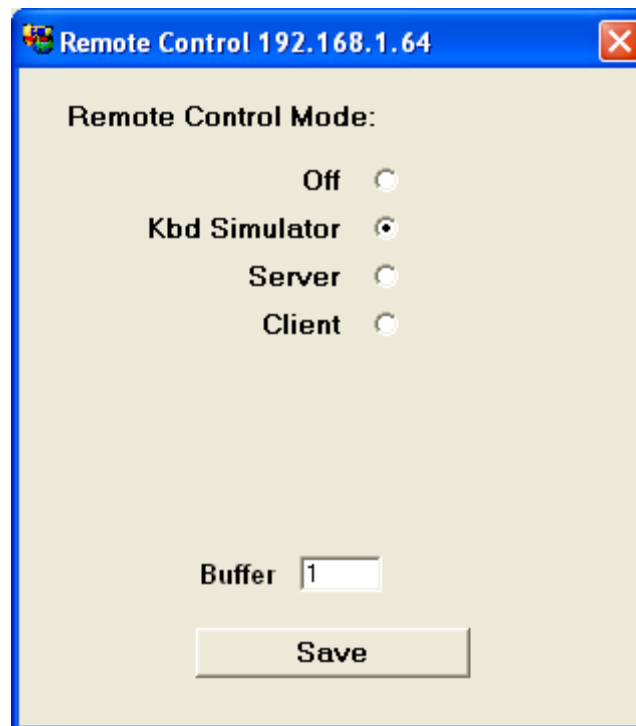 Remote Control 192.168.1.64
Remote Control Mode:
Off
Kbd Simulator
Server
Client
Buffer 1
Save